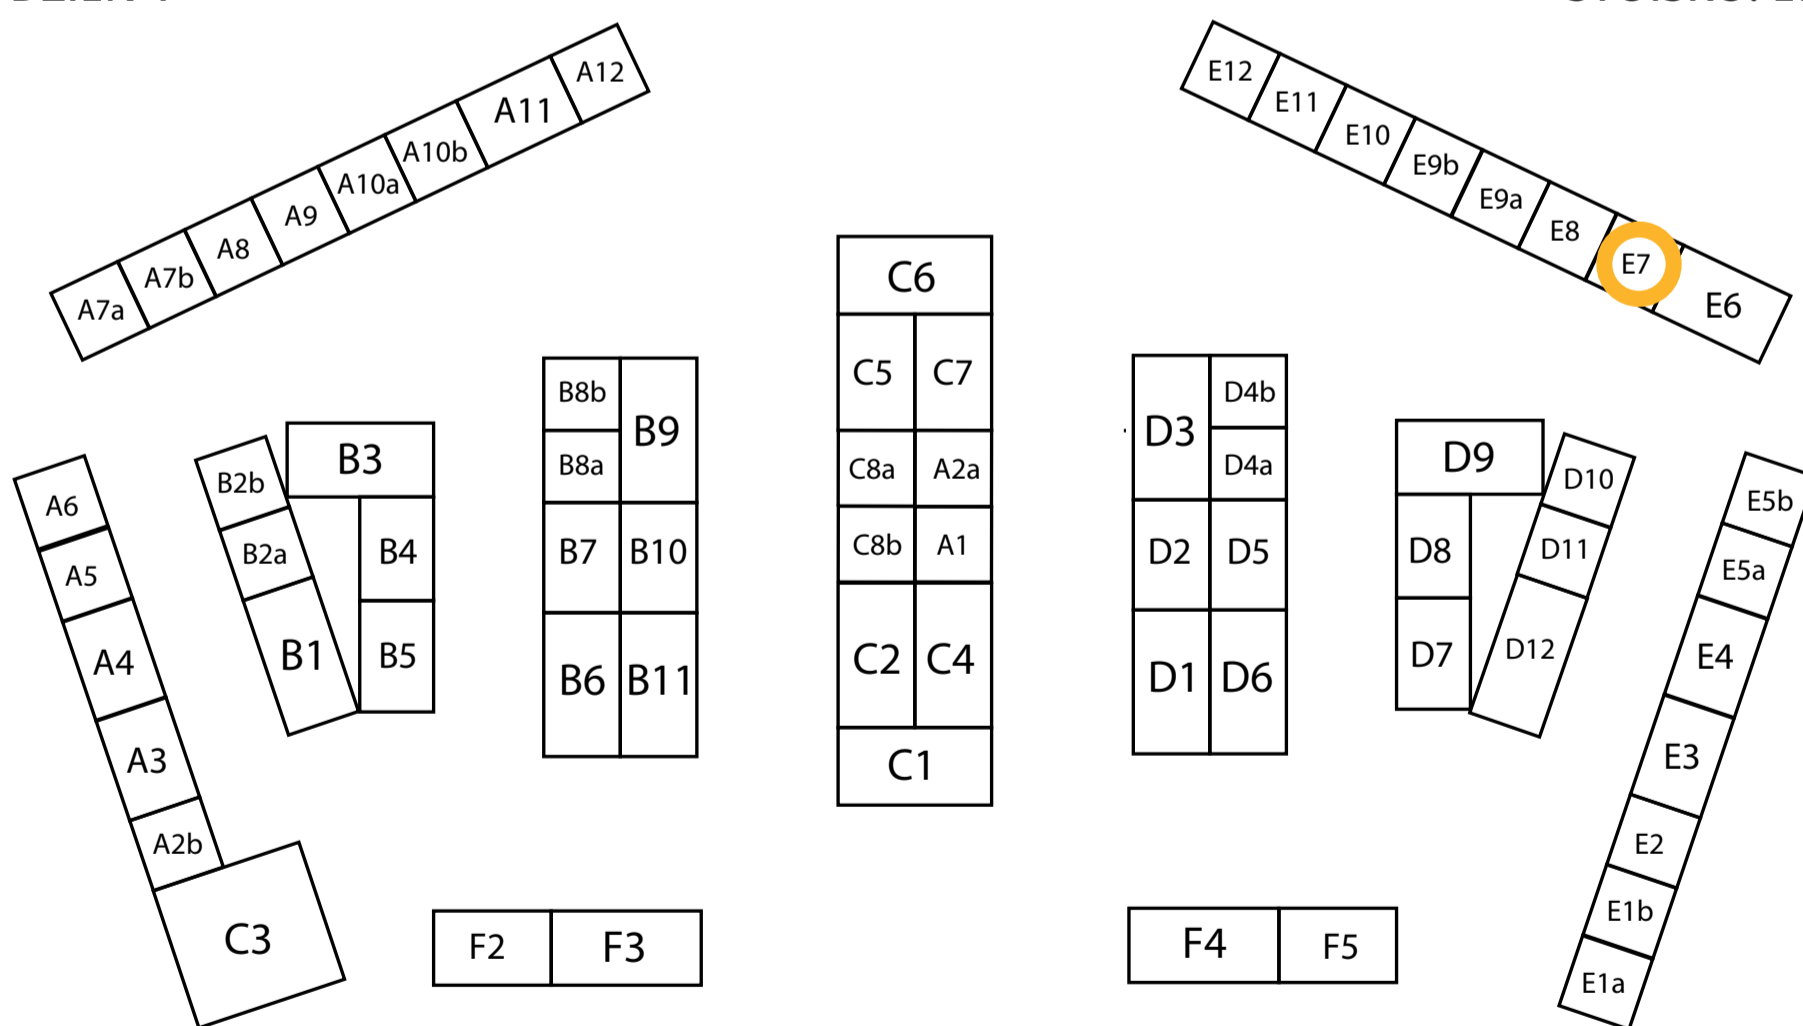 E12
A12
E11
A11
E10
A10b
E9b
A10a
E9a
A9
E8
A8
E7
A7b
C6
A7a
E6
C5 C7
B8b
D4b
B9
D3
B3
D9
B8a
C8a A2a
D4a
B2b
D10
A6
E5b
C8b A1
B2a
B4
B7 B10
D2 D5
D8
D11
A5
E5a
B1
B5
C2 C4
D7
D12
A4
E4
B6 B11
D1 D6
A3
C1
E3
A2b
E2
E1b
C3
F2 F3
F4 F5
E1a